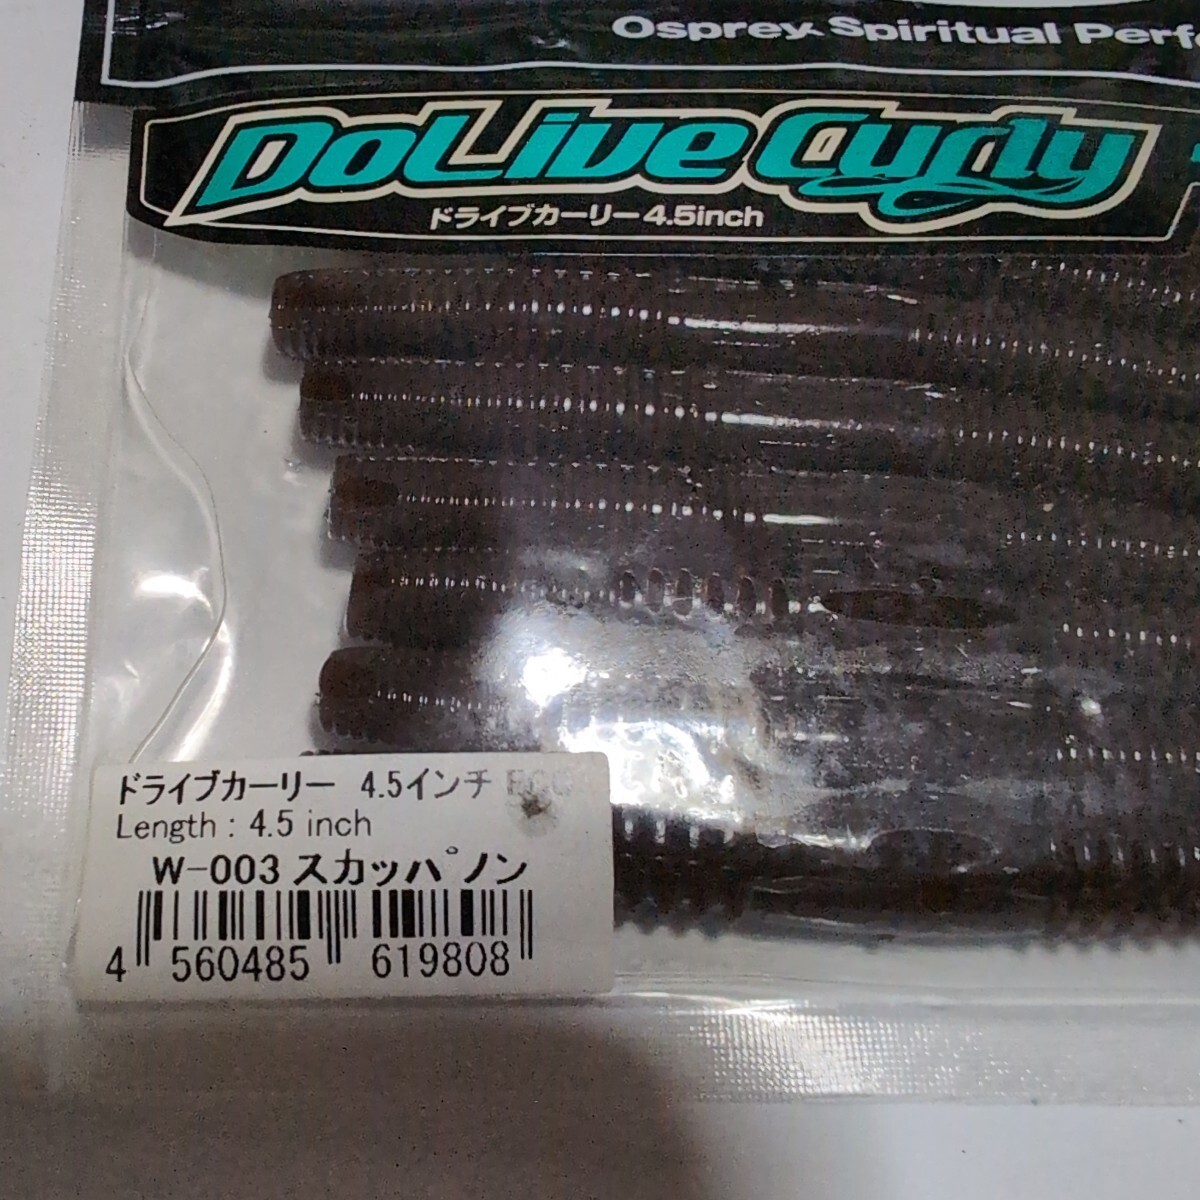 Osprey Spiritual
DoLive Curly
ドライブカーリー4.5inch
ドライブカーリー 4.5インチ
Length : 4.5 inch
W-003 スカッパノン
4 560485 619808